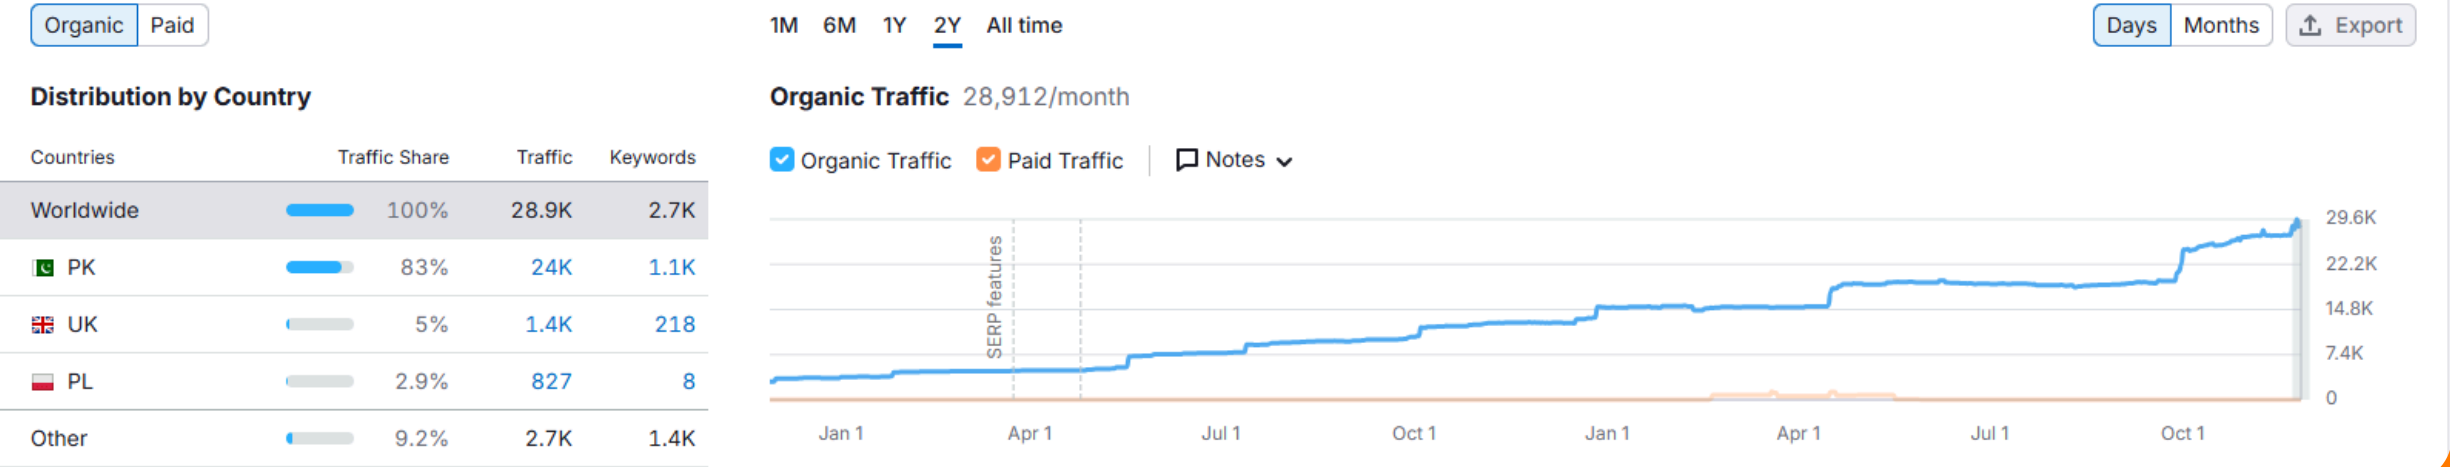 Organic Paid
1M 6M 1Y 2Y All time
Days Months Export
Distribution by Country
Countries Traffic Share Traffic Keywords
Worldwide 100% 28.9K 2.7K
PK 83% 24K 1.1K
UK 5% 1.4K 218
PL 2.9% 827 8
Other 9.2% 2.7K 1.4K
Organic Traffic 28,912/month
Organic Traffic Paid Traffic Notes
SERP features
29.6K
22.2K
14.8K
7.4K
0
Jan 1 Apr 1 Jul 1 Oct 1 Jan 1 Apr 1 Jul 1 Oct 1